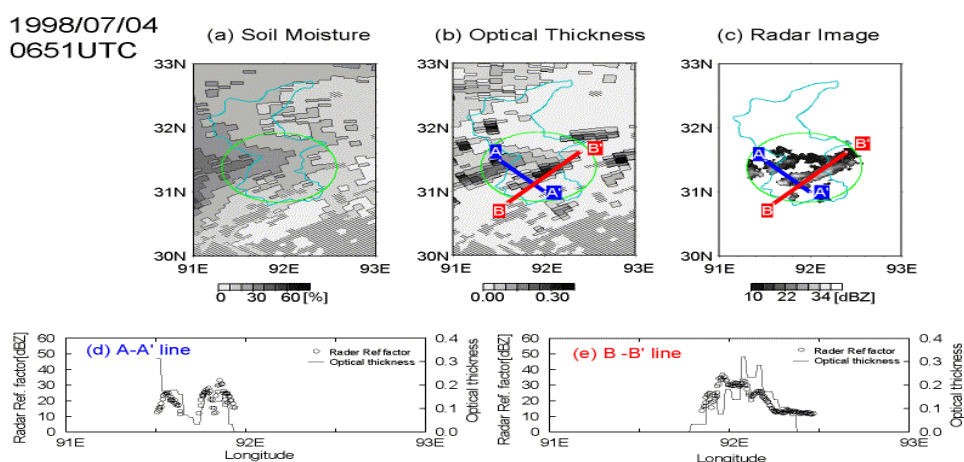 1998/07/04
0651UTC
(a) Soil Moisture
(b) Optical Thickness
(c) Radar Image
33N
32N
31N
30N
91E 92E 93E
0 30 60 [%]
33N
32N
31N
30N
91E 92E 93E
A
A'
B
B'
0.00 0.30
33N
32N
31N
30N
91E 92E 93E
A
A'
B
B'
10 22 34 [dBZ]
(d) A-A' line
Rader Ref factor
Optical thickness
Radar Ref. factor[dBZ]
60
50
40
30
20
10
0
0.4
0.3
0.2
0.1
0.0
Optical thickness
91E 92E 93E
Longitude
(e) B -B' line
Rader Ref factor
Optical thickness
Radar Ref. factor[dBZ]
60
50
40
30
20
10
0
0.4
0.3
0.2
0.1
0.0
Optical thickness
91E 92E 93E
Longitude